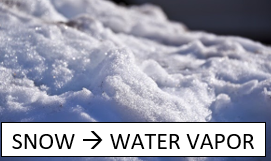 SNOW → WATER VAPOR